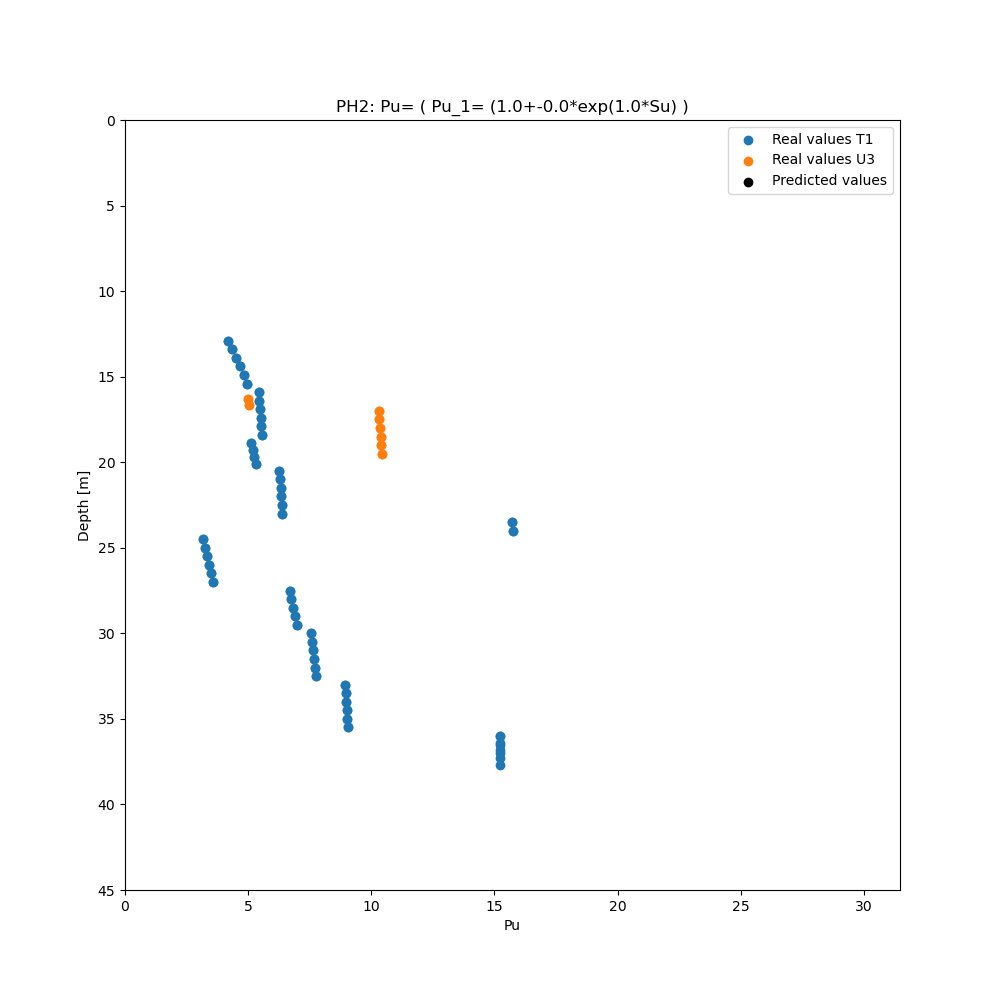 PH2: Pu= ( Pu_1= (1.0+-0.0*exp(1.0*Su) )
Real values T1
Real values U3
Predicted values
0
5
10
15
20
25
30
35
40
45
Depth [m]
0 5 10 15 20 25 30
Pu